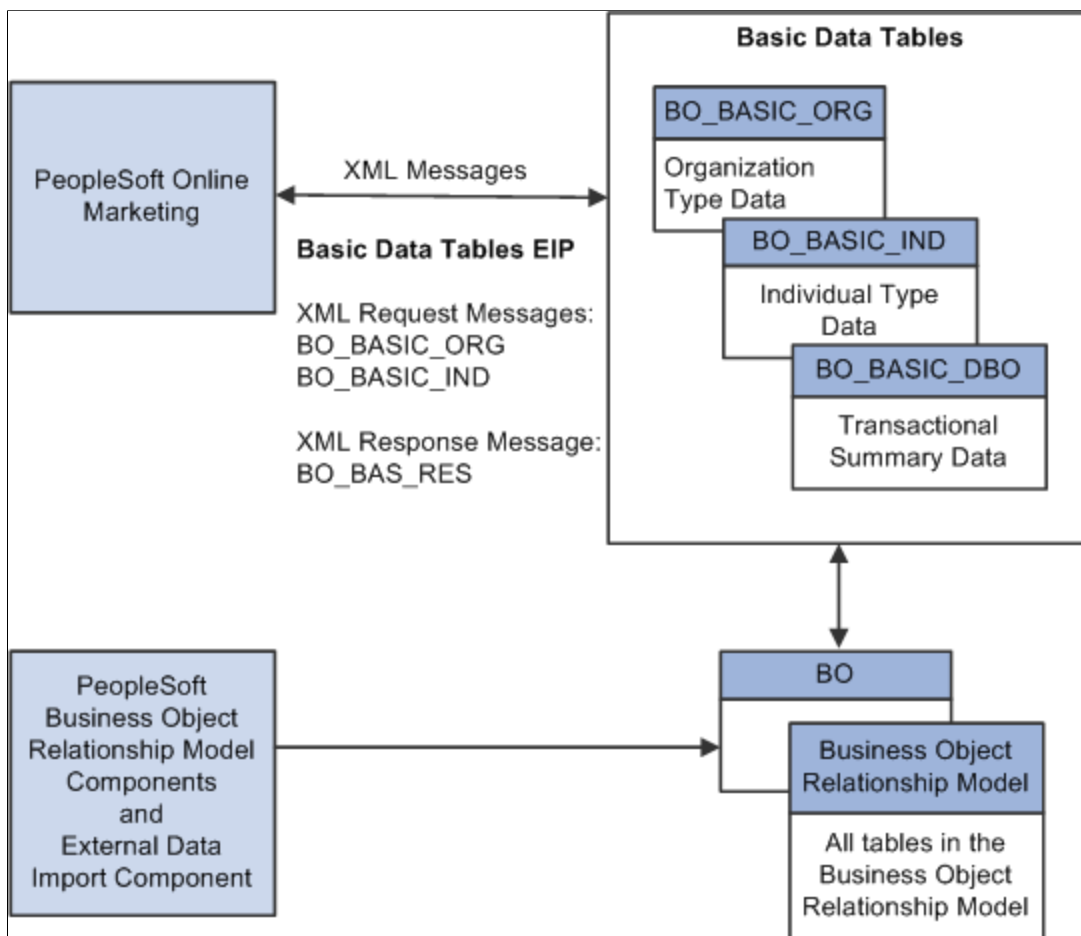 PeopleSoft Online
Marketing
XML Messages
Basic Data Tables EIP
XML Request Messages:
BO_BASIC_ORG
BO_BASIC_IND
XML Response Message:
BO_BAS_RES
Basic Data Tables
BO_BASIC_ORG
Organization
Type Data
BO_BASIC_IND
Individual Type
Data
BO_BASIC_DBO
Transactional
Summary Data
PeopleSoft
Business Object
Relationship Model
Components
and
External Data
Import Component
BO
Business Object
Relationship Model
All tables in the
Business Object
Relationship Model